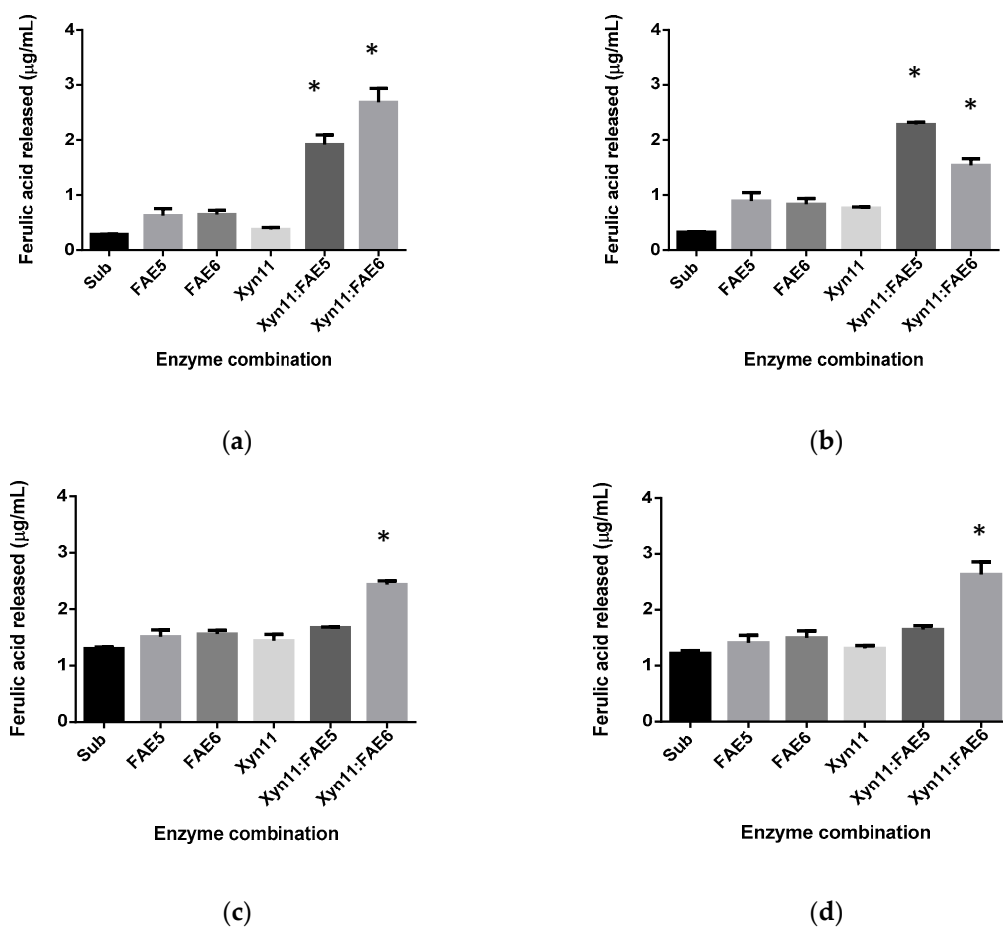 Ferulic acid released (µg/mL)
4
3
2
1
0
*
*
Sub
FAE5
FAE6
Xyn11
Xyn11:FAE5
Xyn11:FAE6
Enzyme combination
(a)
Ferulic acid released (µg/mL)
4
3
2
1
0
*
*
Sub
FAE5
FAE6
Xyn11
Xyn11:FAE5
Xyn11:FAE6
Enzyme combination
(b)
Ferulic acid released (µg/mL)
4
3
2
1
0
*
Sub
FAE5
FAE6
Xyn11
Xyn11:FAE5
Xyn11:FAE6
Enzyme combination
(c)
Ferulic acid released (µg/mL)
4
3
2
1
0
*
Sub
FAE5
FAE6
Xyn11
Xyn11:FAE5
Xyn11:FAE6
Enzyme combination
(d)